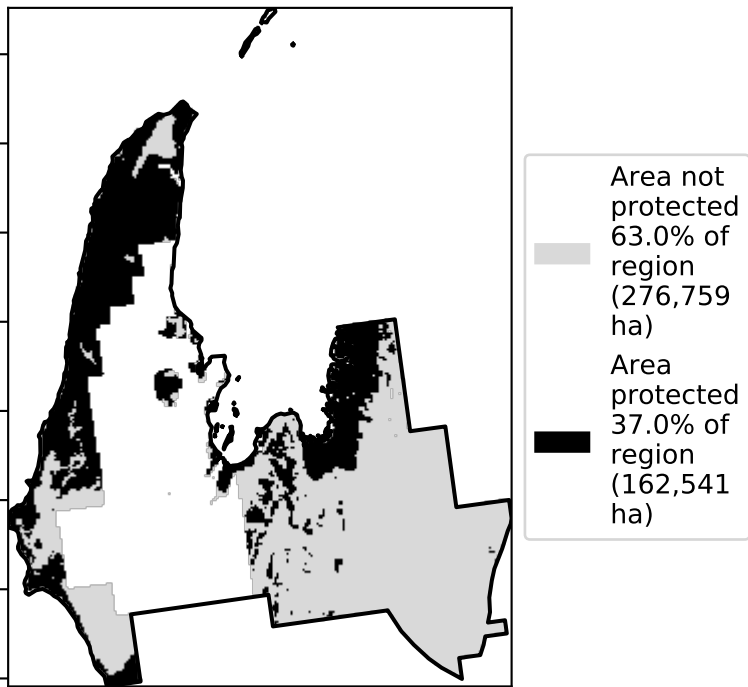 Area not
protected
63.0% of
region
(276,759
ha)
Area
protected
37.0% of
region
(162,541
ha)